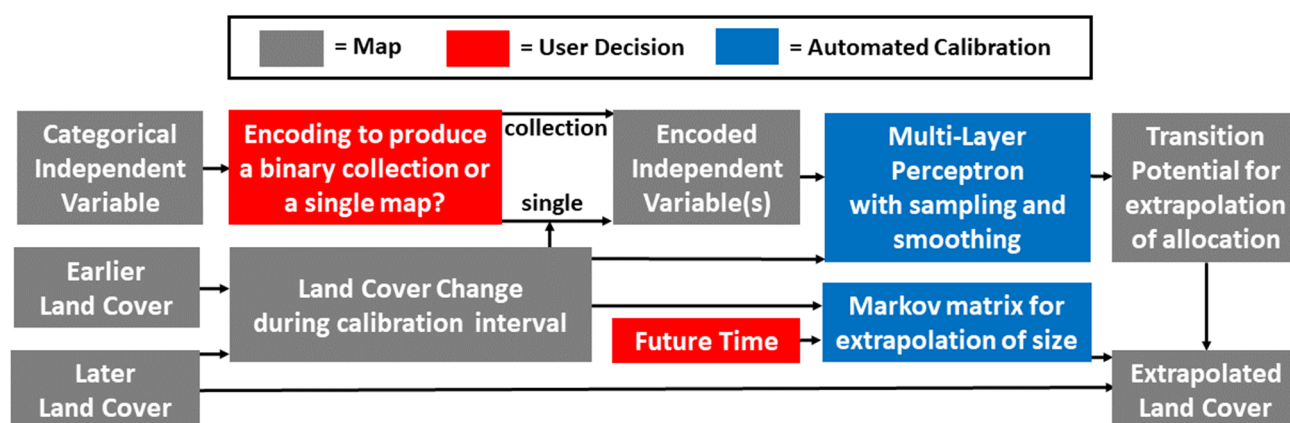 = Map
= User Decision
= Automated Calibration
Categorical
Independent
Variable
Encoding to produce
a binary collection or
a single map?
collection
single
Encoded
Independent
Variable(s)
Multi-Layer
Perceptron
with sampling and
smoothing
Transition
Potential for
extrapolation
of allocation
Earlier
Land Cover
Land Cover Change
during calibration interval
Future Time
Markov matrix for
extrapolation of size
Later
Land Cover
Extrapolated
Land Cover